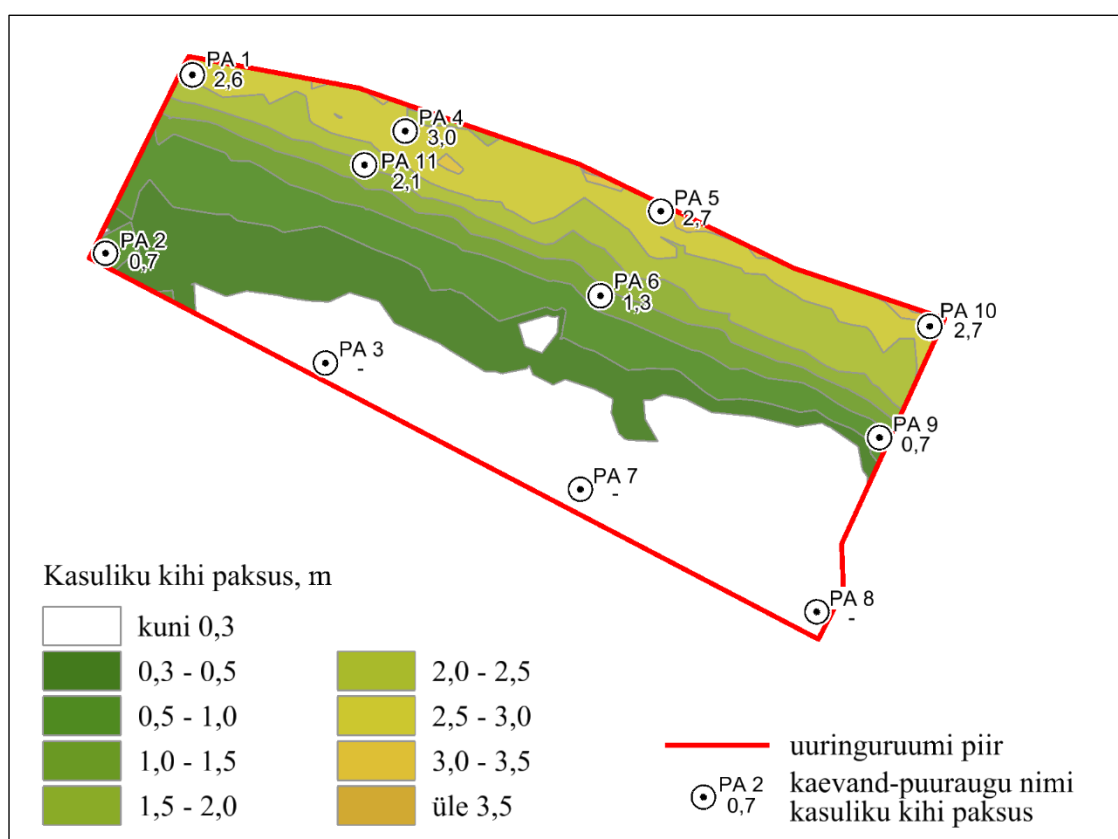 PA 1
2,6
PA 4
3,0
PA 11
2,1
PA 5
2,7
PA 2
0,7
PA 6
1,3
PA 10
2,7
PA 3
-
PA 9
0,7
PA 7
-
PA 8
-
Kasuliku kihi paksus, m
kuni 0,3
0,3 - 0,5
0,5 - 1,0
1,0 - 1,5
1,5 - 2,0
2,0 - 2,5
2,5 - 3,0
3,0 - 3,5
üle 3,5
uuringuruumi piir
PA 2
0,7
kaevand-puuraugu nimi
kasuliku kihi paksus